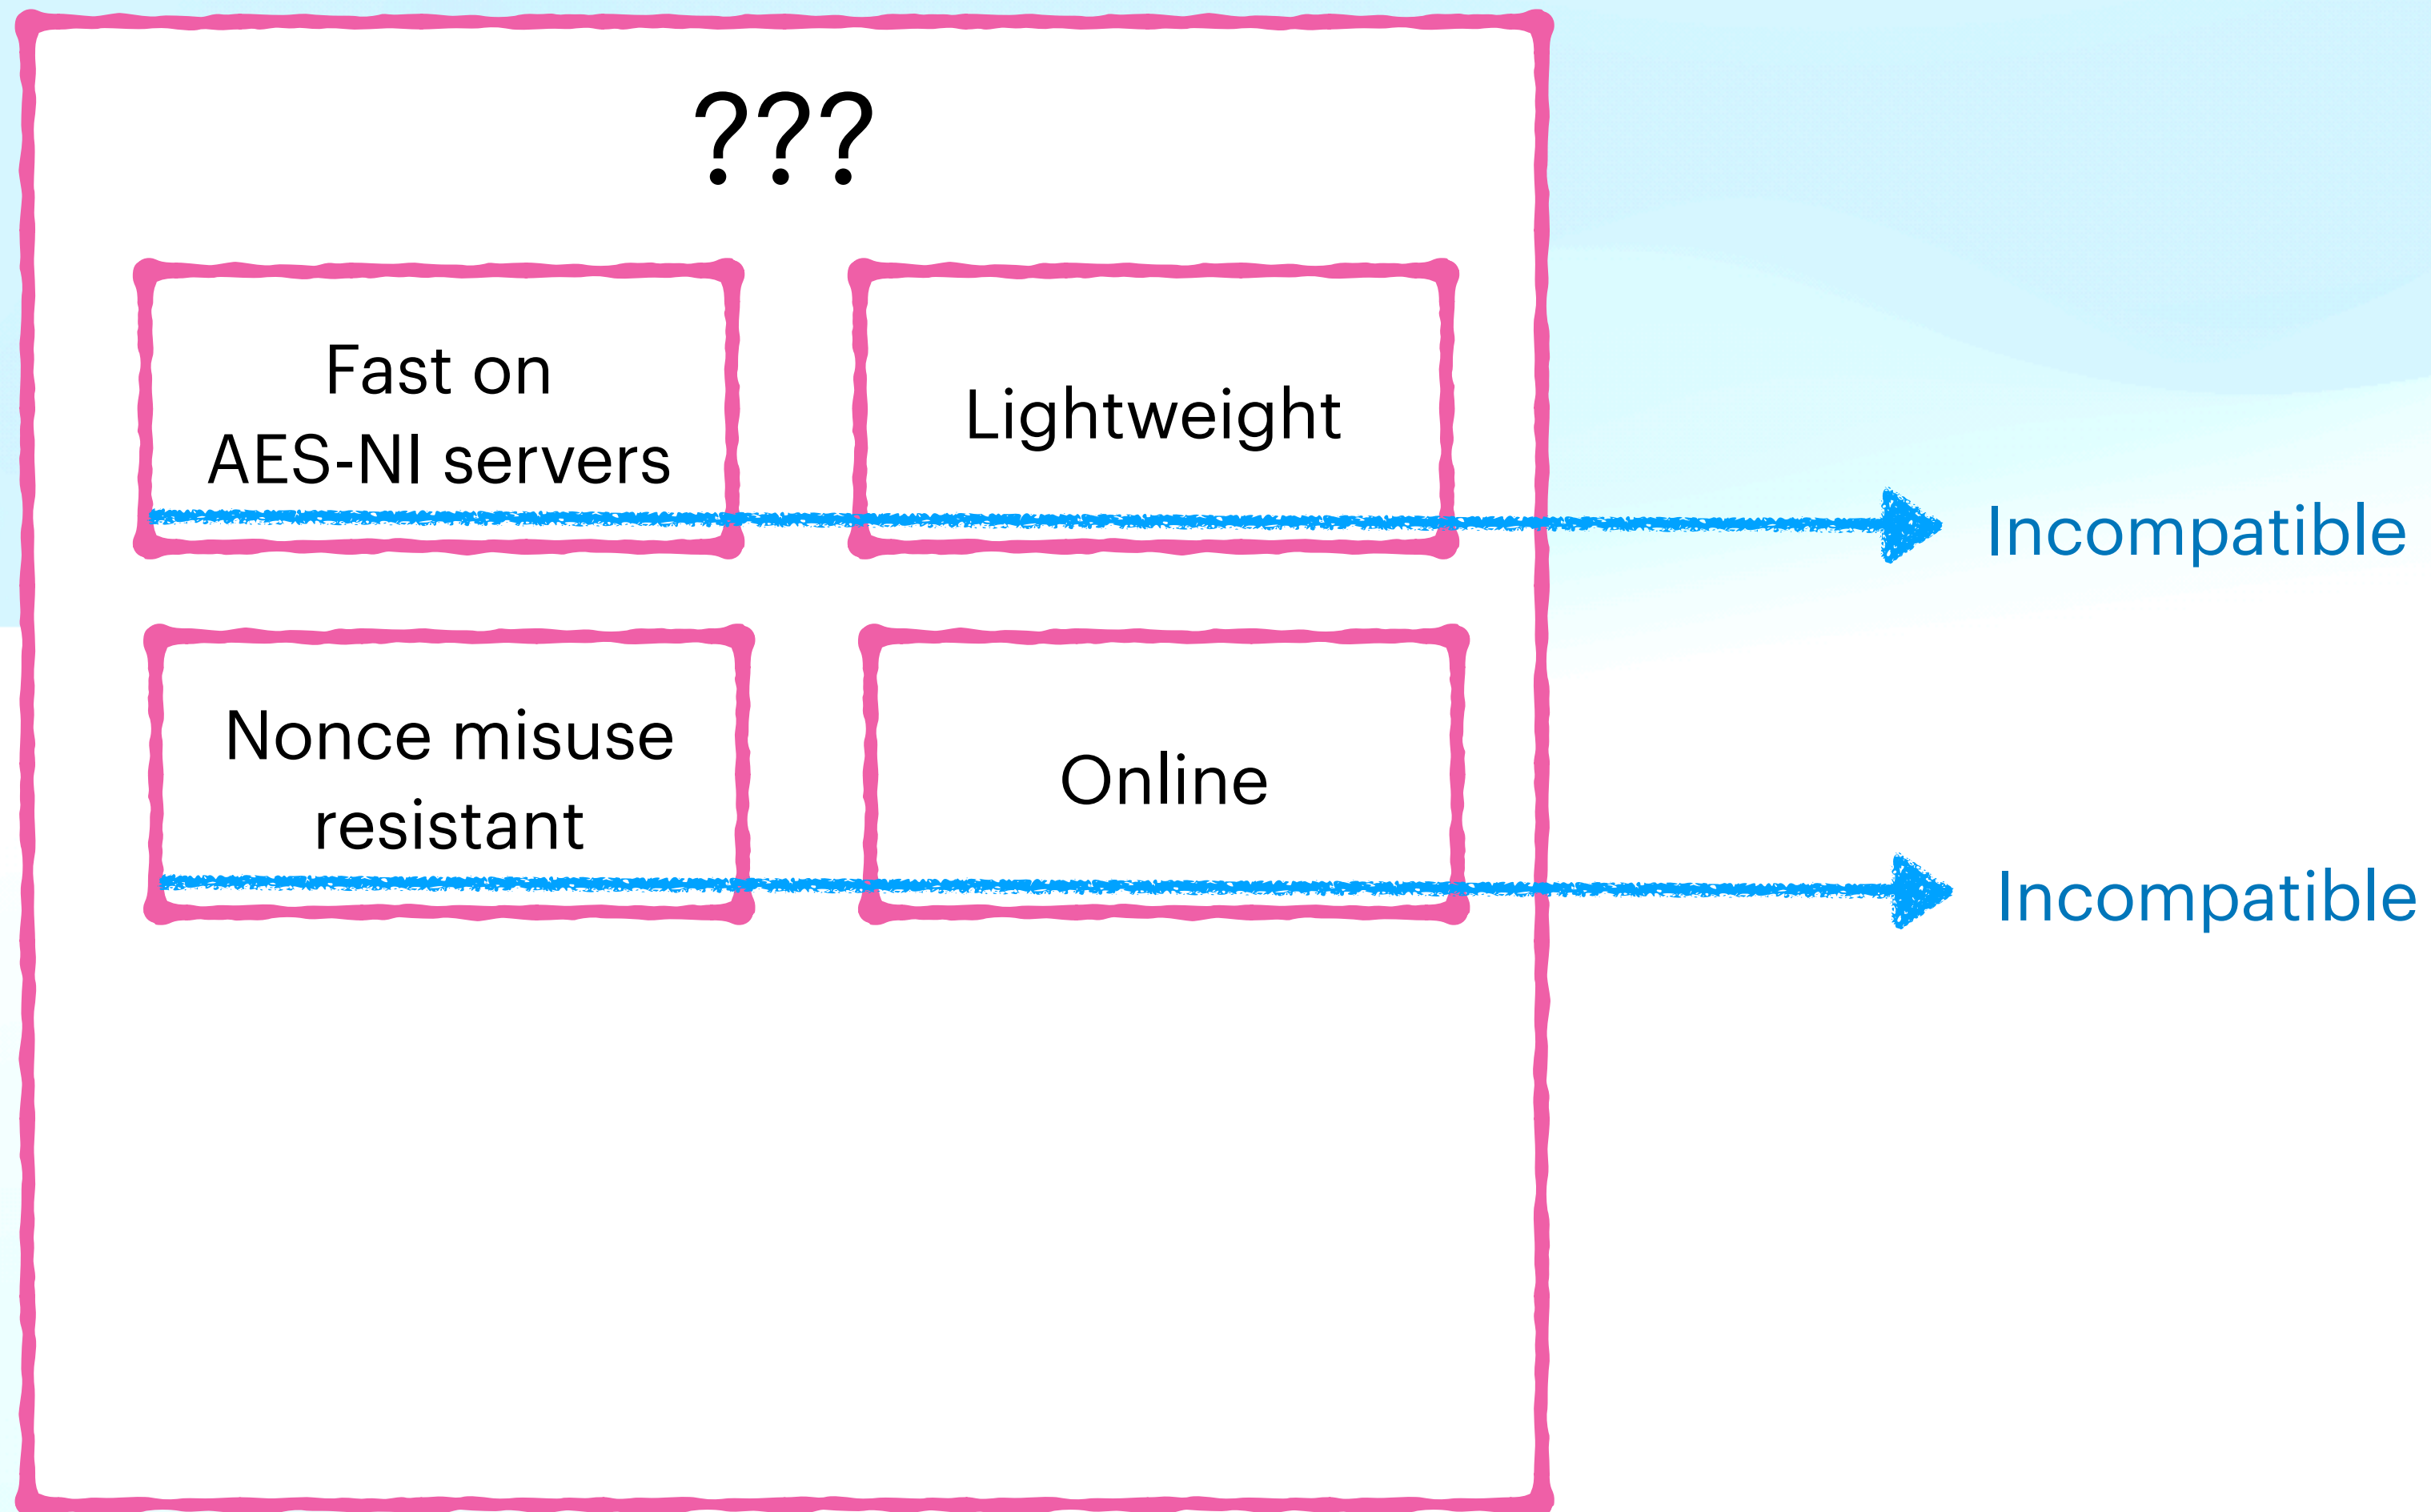 ???
Fast on
AES-NI servers
Lightweight
Incompatible
Nonce misuse
resistant
Online
Incompatible